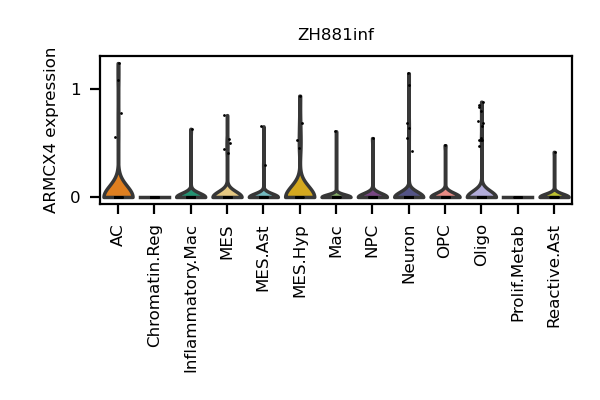 ZH881inf
ARMCX4 expression
1
0
AC
Chromatin.Reg
Inflammatory.Mac
MES
MES.Ast
MES.Hyp
Mac
NPC
Neuron
OPC
Oligo
Prolif.Metab
Reactive.Ast